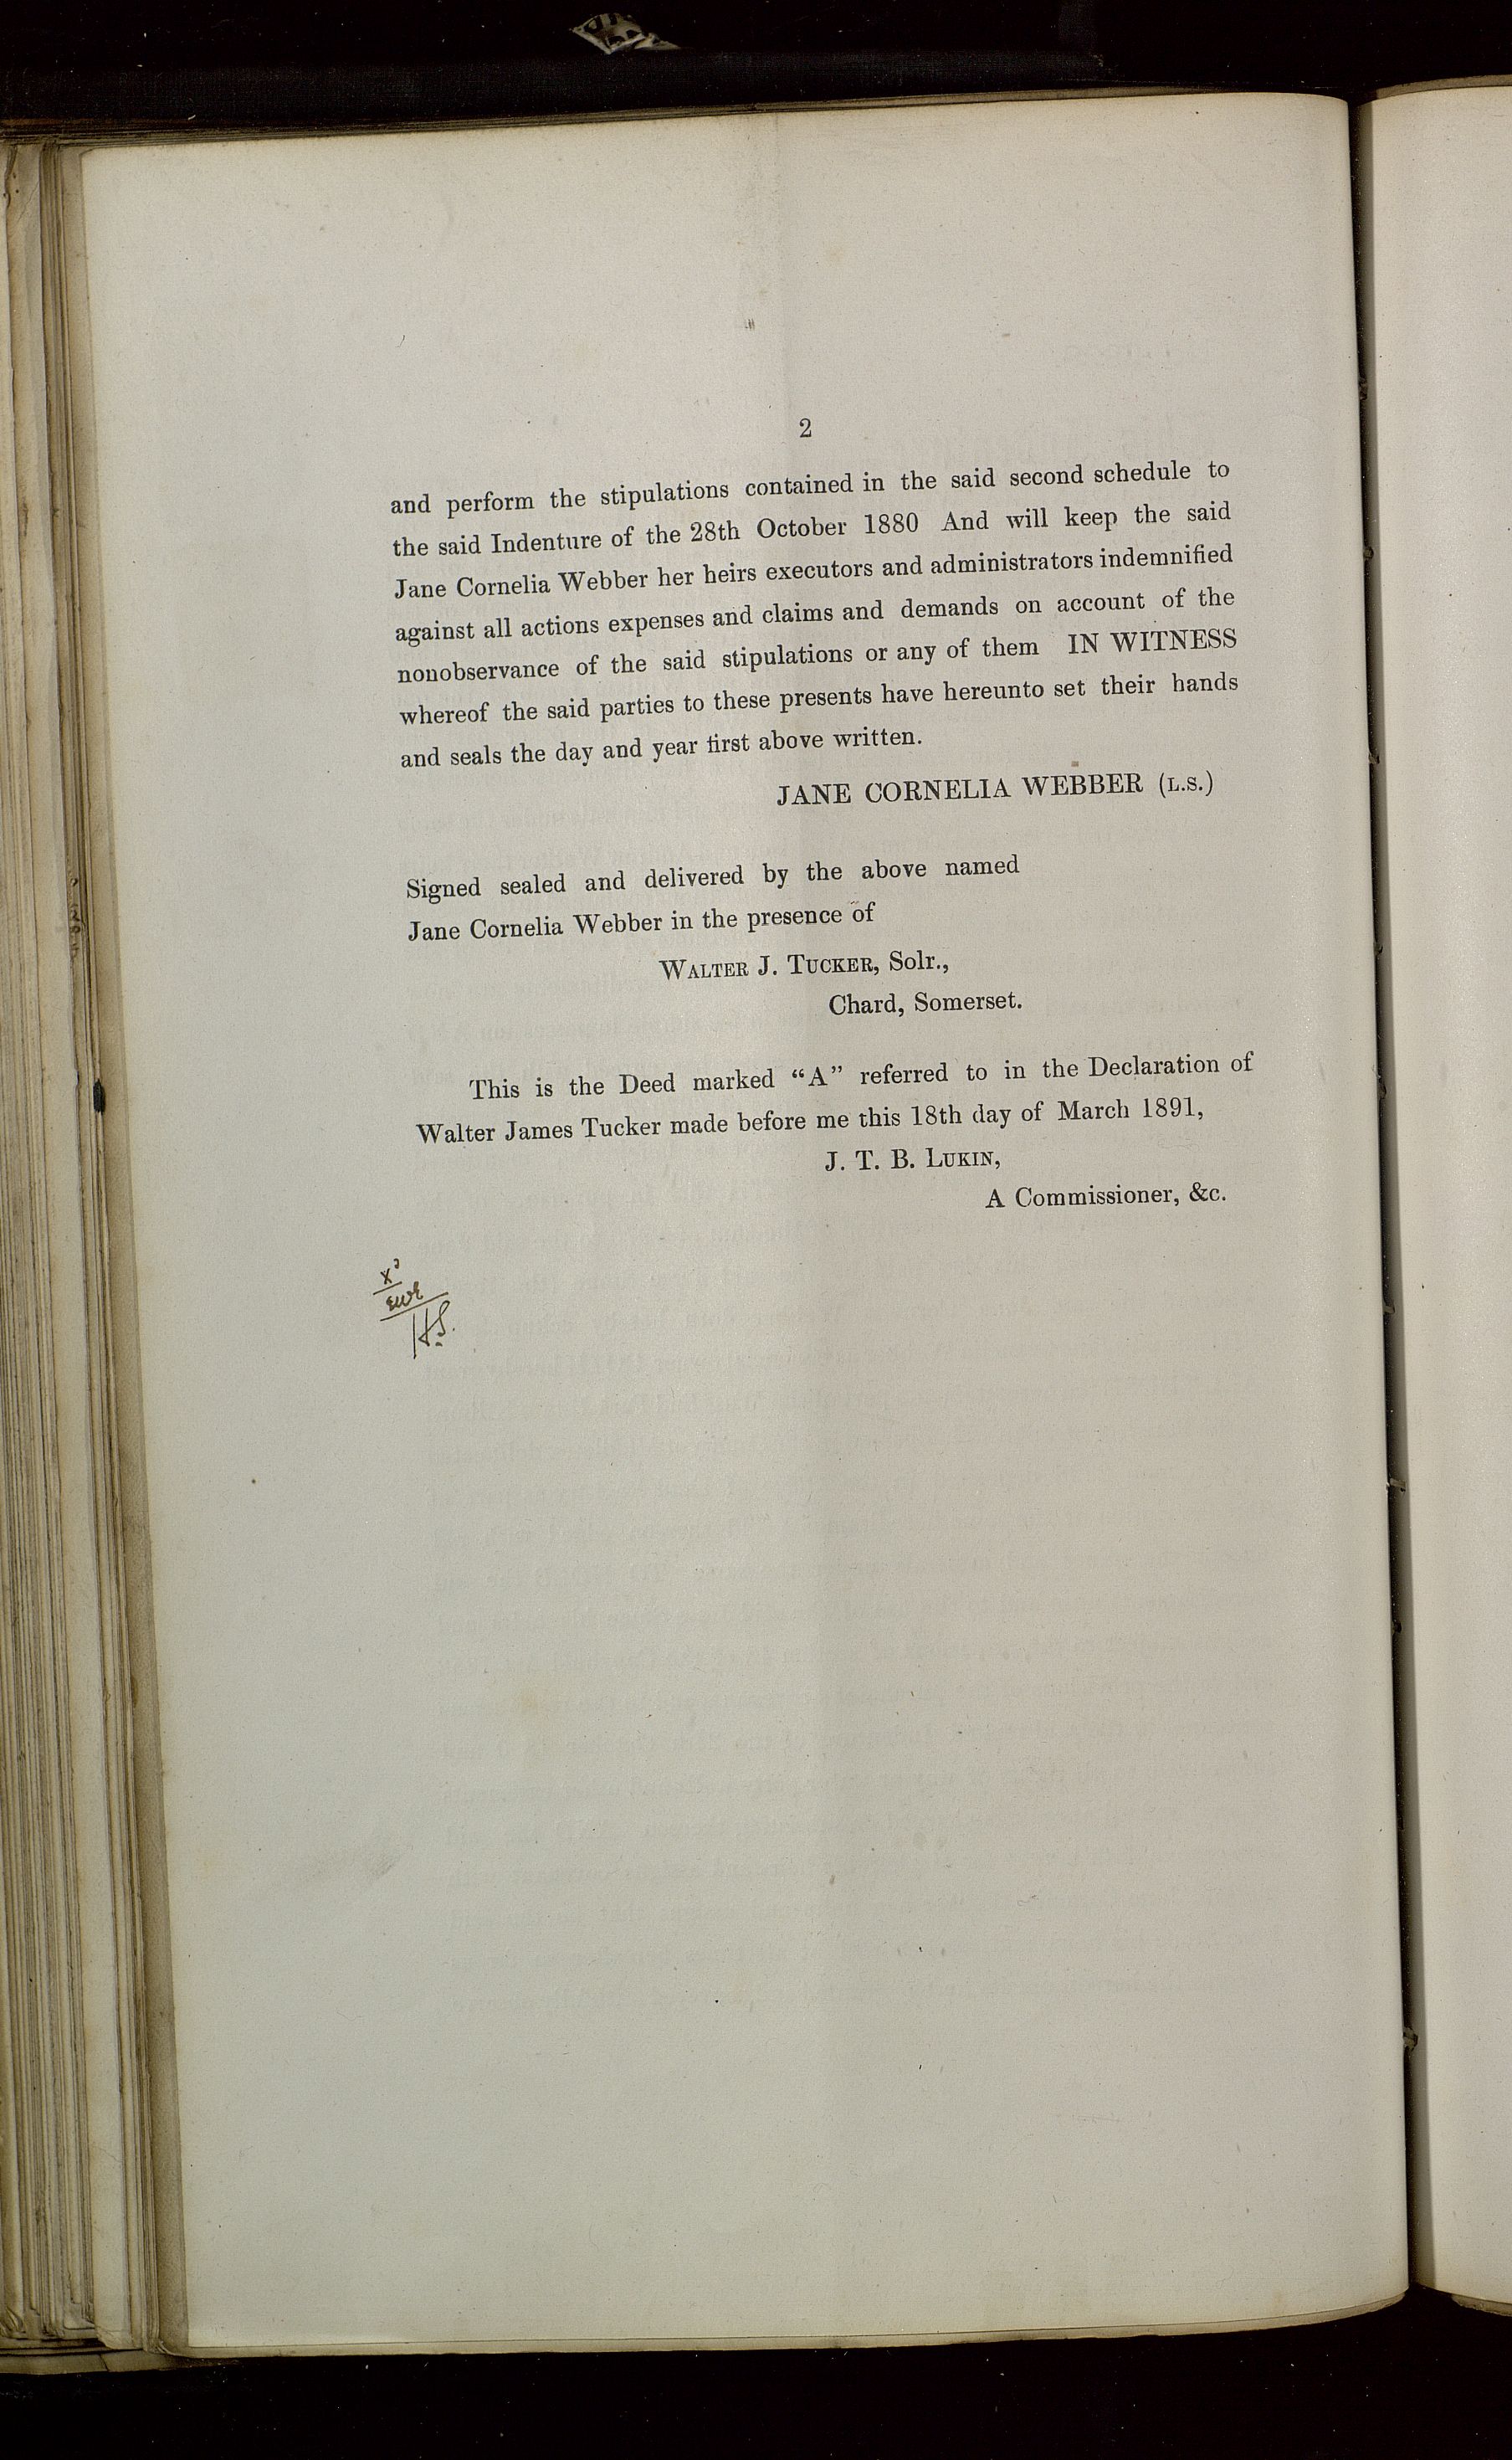 2
and perform the stipulations contained in the said second schedule to
the said Indenture of the 28th October 1880 And will keep the said
Jane Cornelia Webber her heirs executors and administrators indemnified
against all actions expenses and claims and demands on account of the
nonobservance of the said stipulations or any of them IN WITNESS
whereof the said parties to these presents have hereunto set their hands
and seals the day and year first above written.
JANE CORNELIA WEBBER (L.S.)
Signed sealed and delivered by the above named
Jane Cornelia Webber in the presence of
WALTER J. TUCKER, Solr.,
Chard, Somerset.
This is the Deed marked “A” referred to in the Declaration of
Walter James Tucker made before me this 18th day of March 1891,
J. T. B. LUKIN,
A Commissioner, &c.